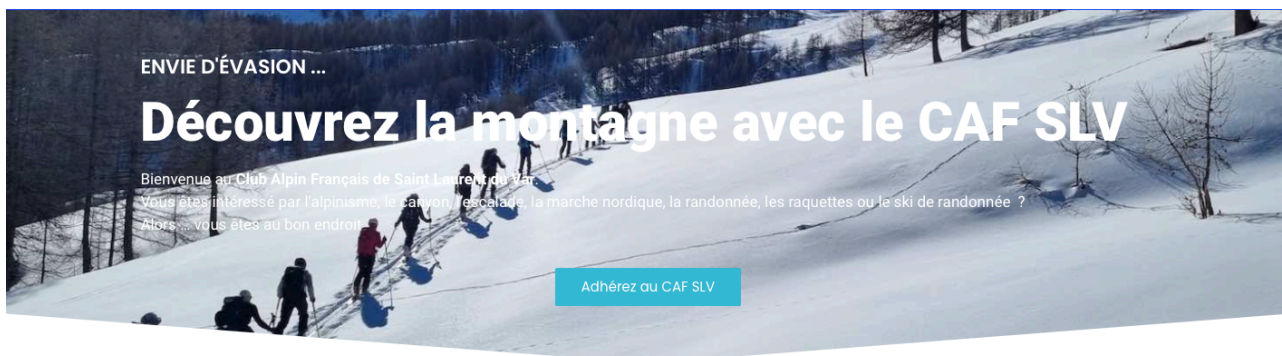 ENVIE D'ÉVASION ...
Découvrez la montagne avec le CAF SLV
Bienvenue au Club Alpin Français de Saint Laurent du Var.
Vous êtes intéressé par l'alpinisme, le canyon, l'escalade, la marche nordique, la randonnée, les raquettes ou le ski de randonnée ?
Alors ... vous êtes au bon endroit
Adhérez au CAF SLV